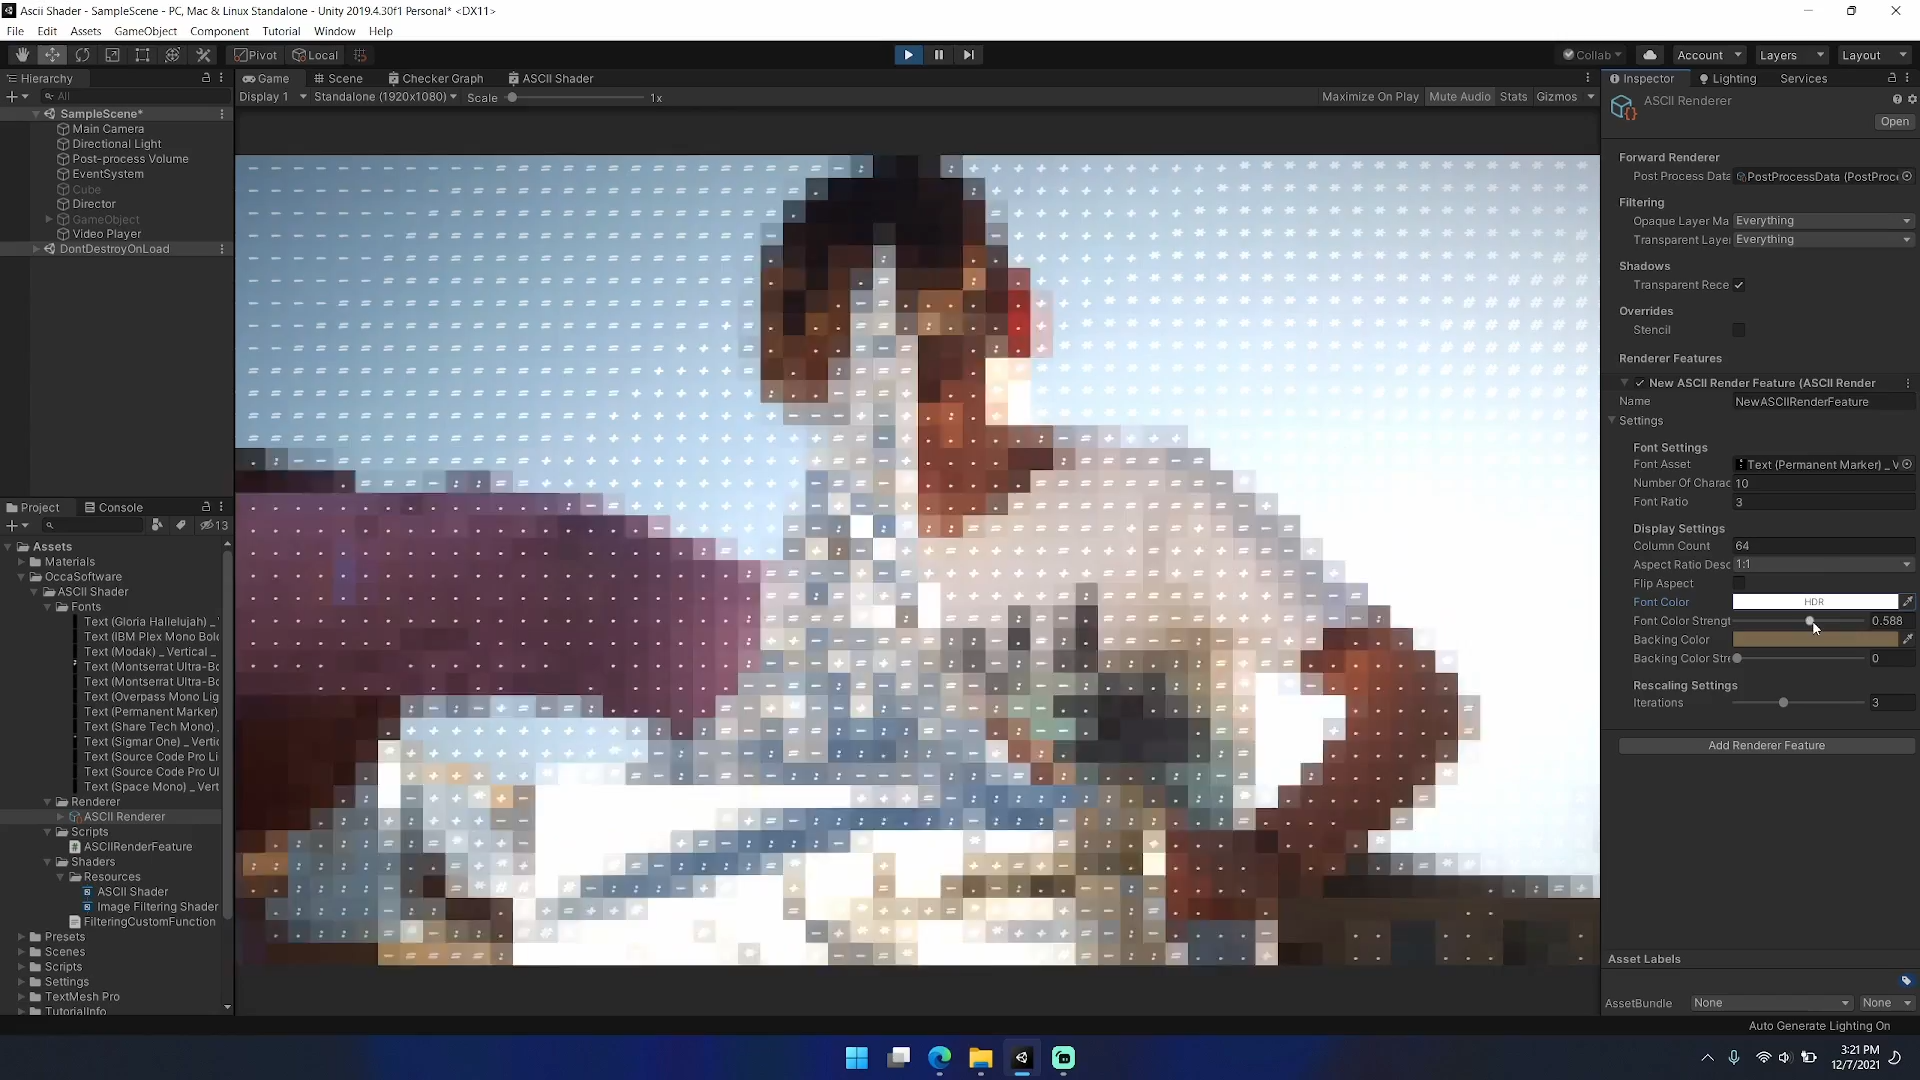 Ascii Shader - SampleScene - PC, Mac & Linux Standalone - Unity 2019.4.30f1 Personal* <DX11>
File Edit Assets GameObject Component Tutorial Window Help
Pivot Local Collab Account Layers Layout
Hierarchy
All
SampleScene*
Main Camera
Directional Light
Post-process Volume
EventSystem
Cube
Director
GameObject
Video Player
DontDestroyOnLoad
Game Scene Checker Graph ASCII Shader
Display 1 Standalone (1920x1080) Scale 1x Maximize On Play Mute Audio Stats Gizmos
Project Console
13
Assets
Materials
OccaSoftware
ASCII Shader
Fonts
Text (Gloria Hallelujah) _
Text (IBM Plex Mono Bold
Text (Modak) _ Vertical _
Text (Montserrat Ultra-Bo
Text (Montserrat Ultra-Bo
Text (Overpass Mono Lig
Text (Permanent Marker)
Text (Share Tech Mono)
Text (Sigmar One) _ Vertic
Text (Source Code Pro Li
Text (Source Code Pro Ul
Text (Space Mono) _ Vert
Renderer
ASCII Renderer
Scripts
ASCIIRenderFeature
Shaders
Resources
ASCII Shader
Image Filtering Shader
FilteringCustomFunction
Presets
Scenes
Scripts
Settings
TextMesh Pro
TutorialInfo
Inspector Lighting Services
ASCII Renderer
Open
Forward Renderer
Post Process Data PostProcessData (PostProce
Filtering
Opaque Layer Ma Everything
Transparent Layer Everything
Shadows
Transparent Rece
Overrides
Stencil
Renderer Features
New ASCII Render Feature (ASCII Render
Name NewASCIIRenderFeature
Settings
Font Settings
Font Asset Text (Permanent Marker) _ V
Number Of Charac 10
Font Ratio 3
Display Settings
Column Count 64
Aspect Ratio Desc 1:1
Flip Aspect
Font Color HDR
Font Color Strengt 0.588
Backing Color
Backing Color Stre 0
Rescaling Settings
Iterations 3
Add Renderer Feature
Asset Labels
AssetBundle None None
Auto Generate Lighting On
3:21 PM
12/7/2021